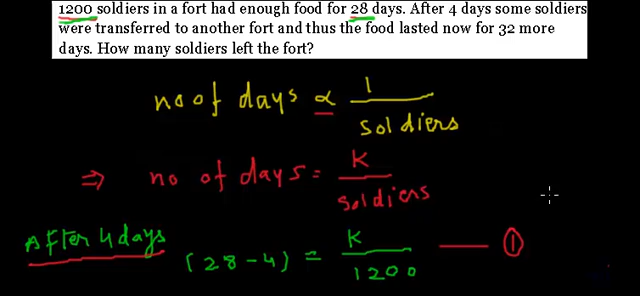 1200 soldiers in a fort had enough food for 28 days. After 4 days some soldiers
were transferred to another fort and thus the food lasted now for 32 more
days. How many soldiers left the fort?
no of days ∝ 1/soldiers
⇒ no of days = K/soldiers
After 4 days (28-4) = K/1200 —— ①